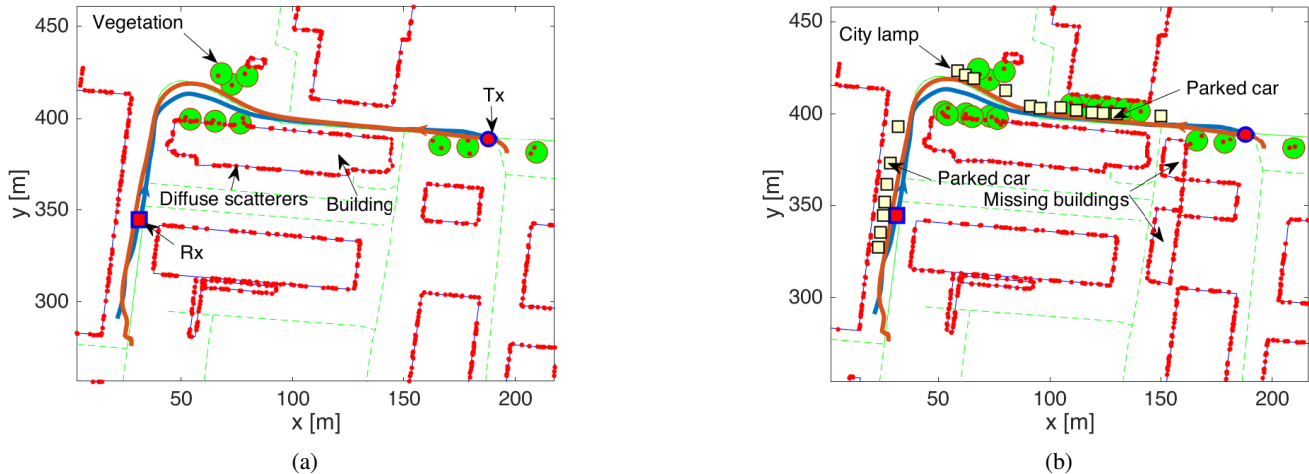 450
400
350
300
y [m]
50
100
150
200
x [m]
Vegetation
Tx
Diffuse scatterers
Building
Rx
(a)
450
400
350
300
y [m]
50
100
150
200
x [m]
City lamp
Parked car
Parked car
Missing buildings
(b)